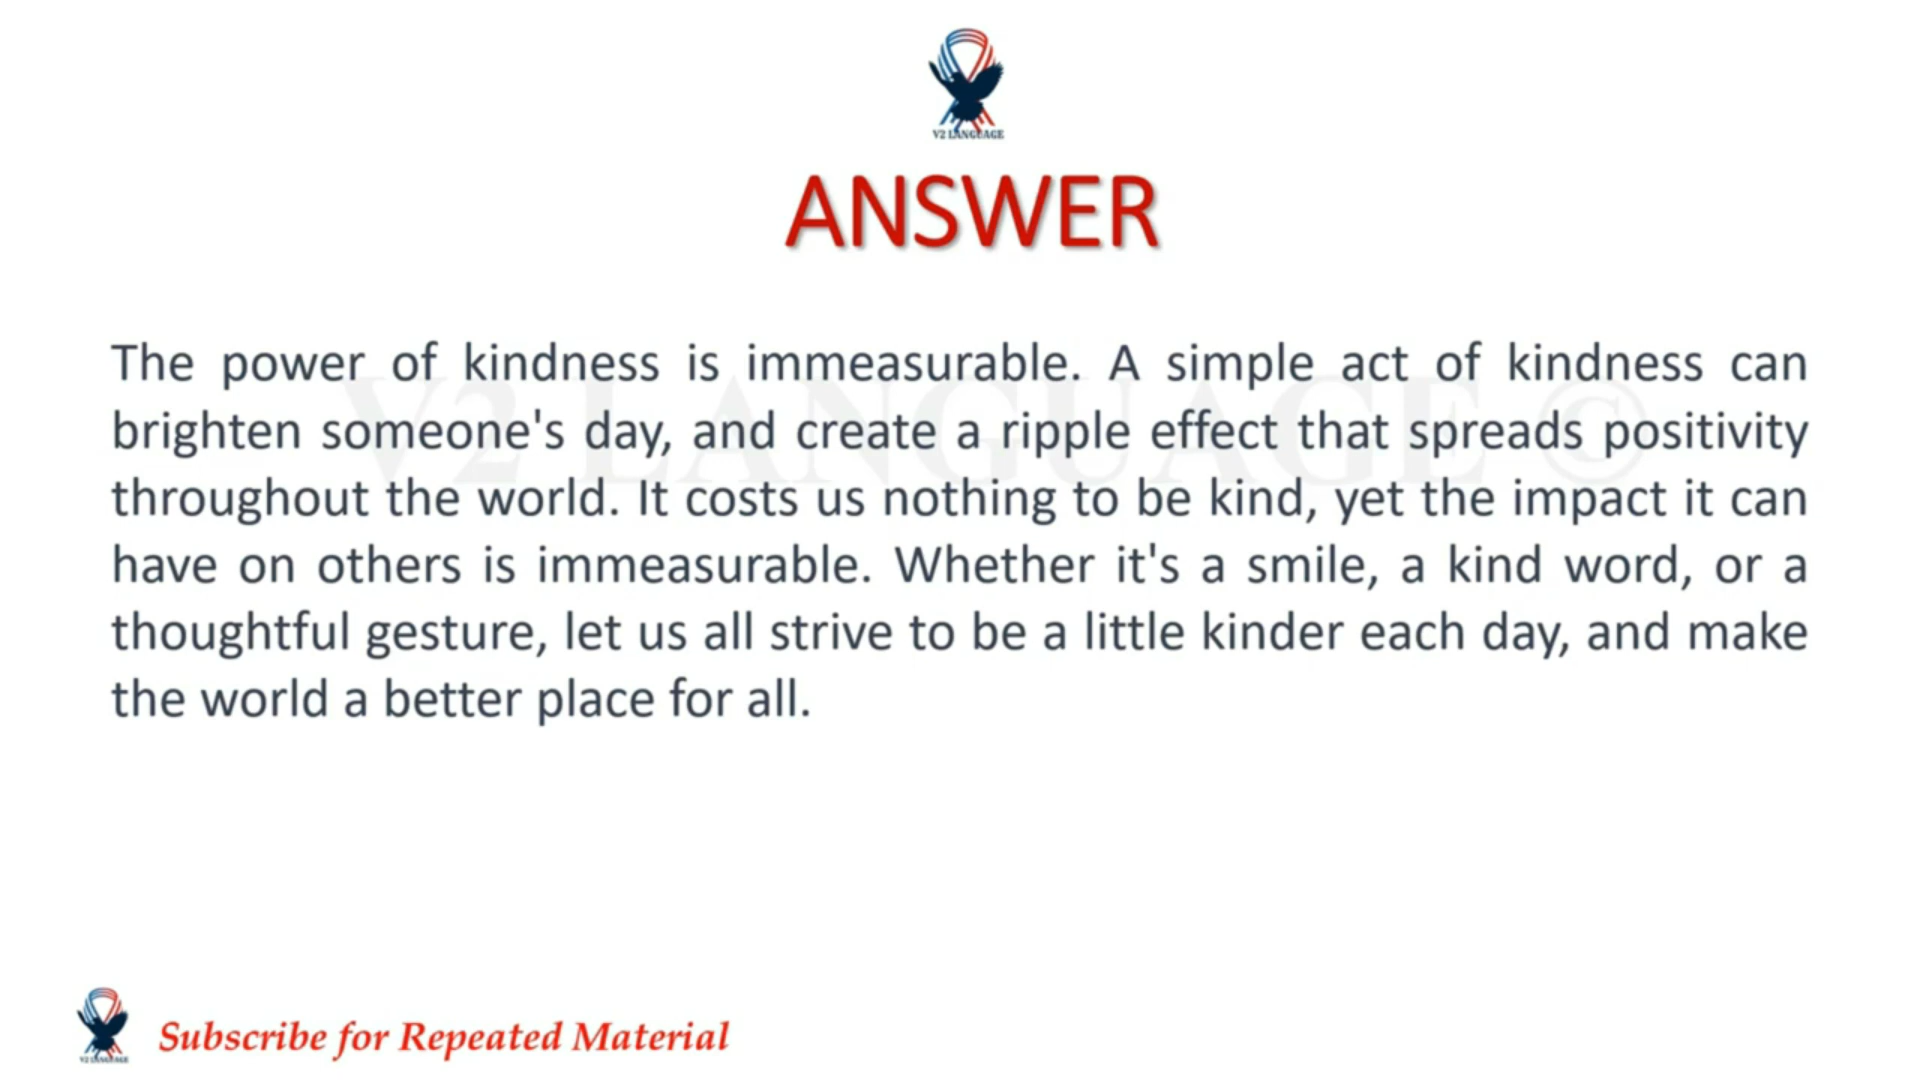 V2 LANGUAGE
ANSWER
The power of kindness is immeasurable. A simple act of kindness can
brighten someone's day, and create a ripple effect that spreads positivity
throughout the world. It costs us nothing to be kind, yet the impact it can
have on others is immeasurable. Whether it's a smile, a kind word, or a
thoughtful gesture, let us all strive to be a little kinder each day, and make
the world a better place for all.
V2 LANGUAGE ©
V2 LANGUAGE
Subscribe for Repeated Material